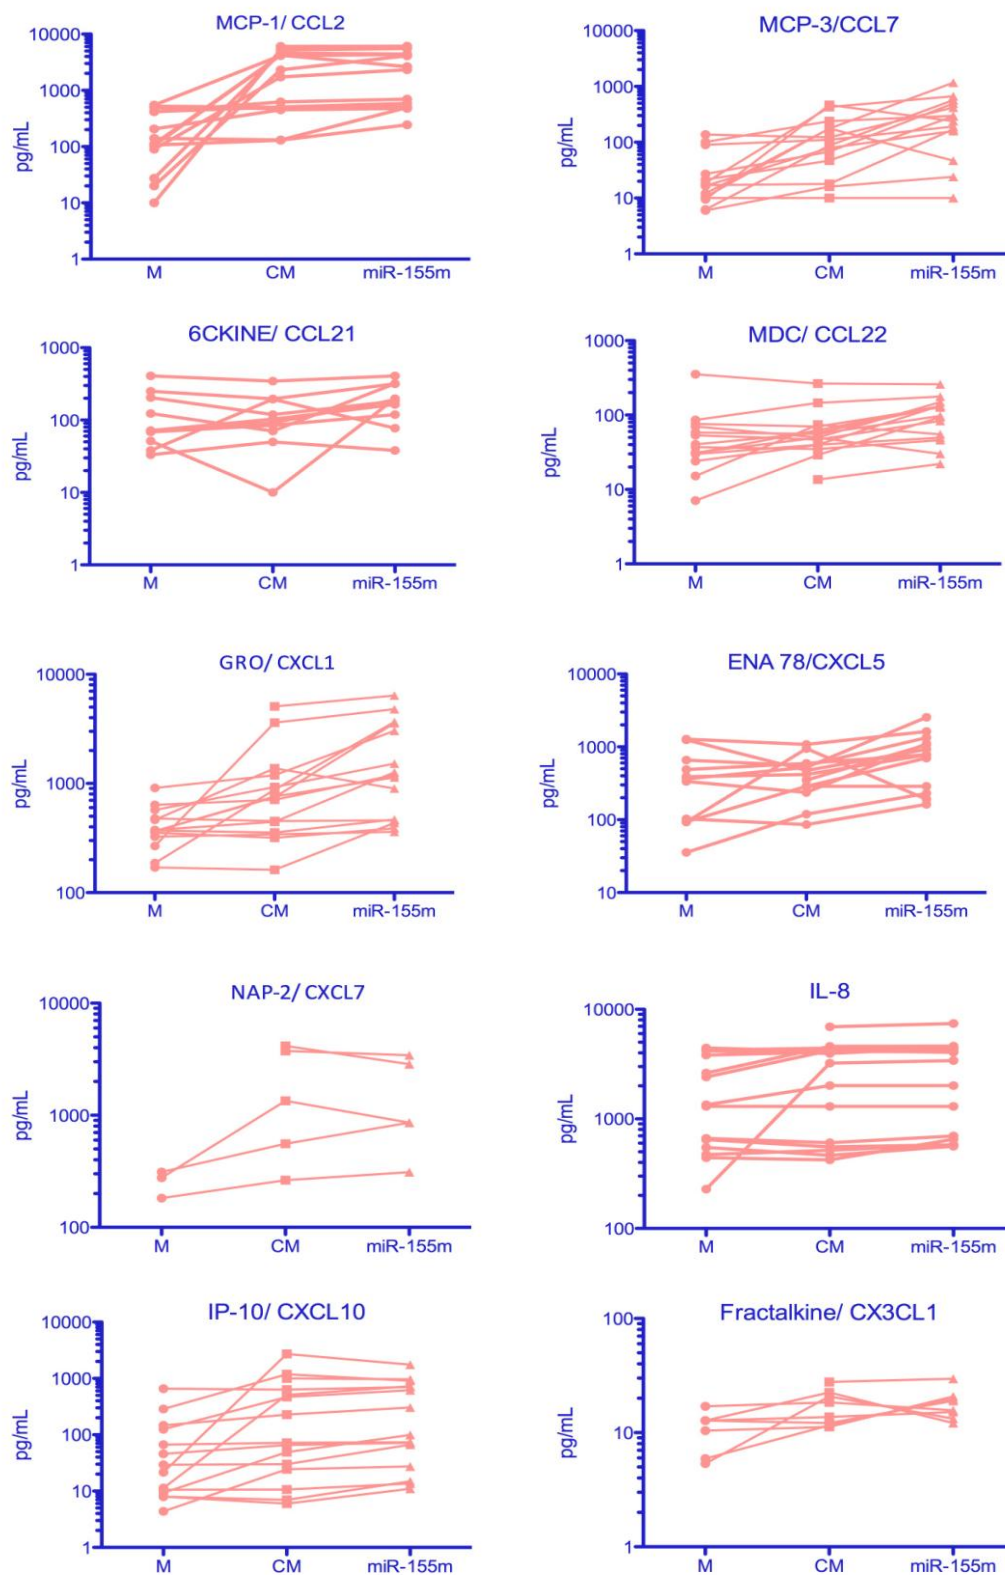 MCP-1/ CCL2
10000
1000
100
10
1
pg/mL
M CM miR-155m
MCP-3/CCL7
10000
1000
100
10
1
pg/mL
M CM miR-155m
6CKINE/ CCL21
1000
100
10
1
pg/mL
M CM miR-155m
MDC/ CCL22
1000
100
10
1
pg/mL
M CM miR-155m
GRO/ CXCL1
10000
1000
100
pg/mL
M CM miR-155m
ENA 78/CXCL5
10000
1000
100
10
pg/mL
M CM miR-155m
NAP-2/ CXCL7
10000
1000
100
pg/mL
M CM miR-155m
IL-8
10000
1000
100
pg/mL
M CM miR-155m
IP-10/ CXCL10
10000
1000
100
10
1
pg/mL
M CM miR-155m
Fractalkine/ CX3CL1
100
10
1
pg/mL
M CM miR-155m